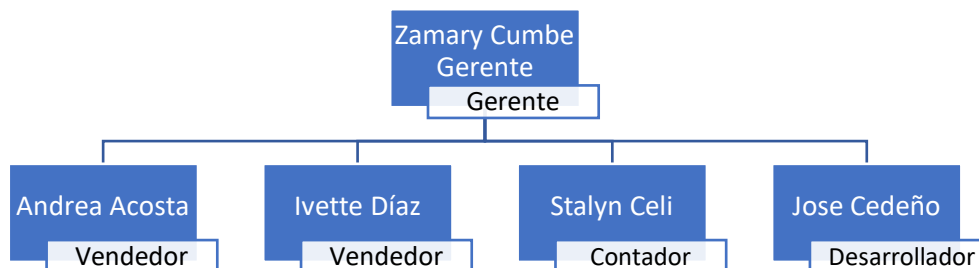 Zamary Cumbe
Gerente
Gerente
Andrea Acosta
Vendedor
Ivette Díaz
Vendedor
Stalyn Celi
Contador
Jose Cedeño
Desarrollador